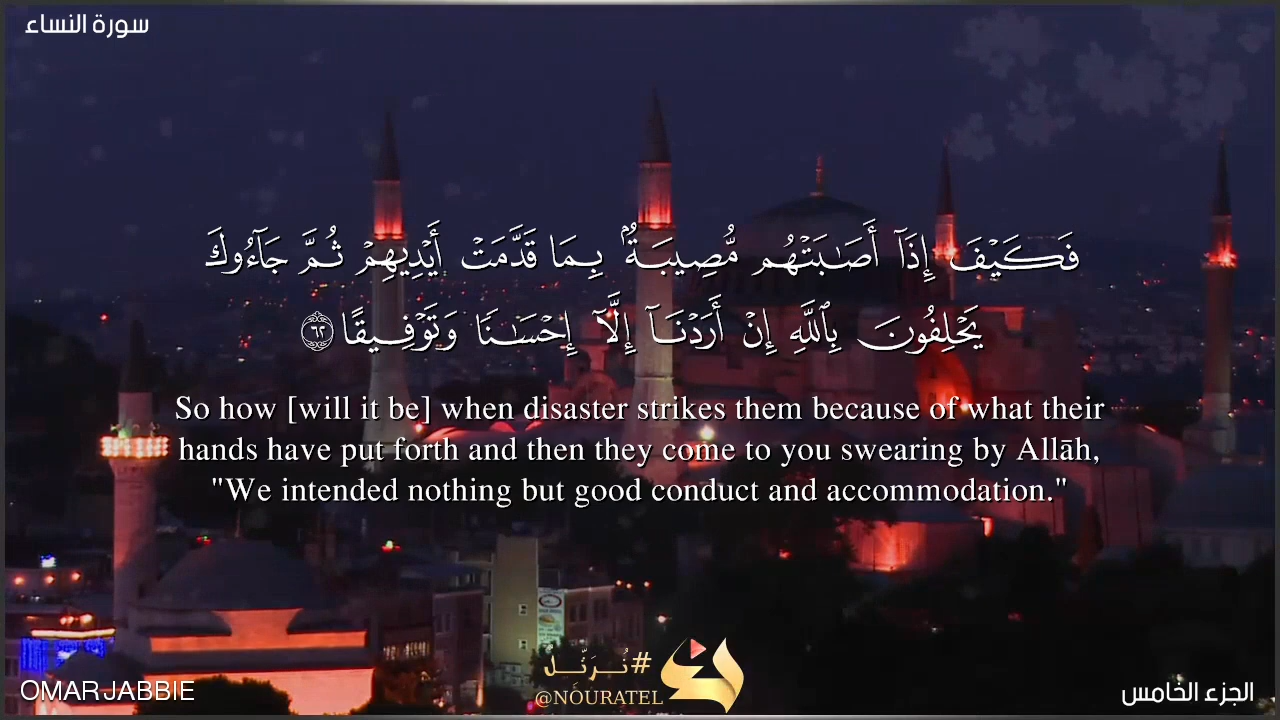 سورة النساء
فَكَيْفَ إِذَآ أَصَـٰبَتْهُم مُّصِيبَةٌۢ بِمَا قَدَّمَتْ أَيْدِيهِمْ ثُمَّ جَآءُوكَ
يَحْلِفُونَ بِٱللَّهِ إِنْ أَرَدْنَآ إِلَّآ إِحْسَـٰنًا وَتَوْفِيقًا ٦٢
So how [will it be] when disaster strikes them because of what their
hands have put forth and then they come to you swearing by Allāh,
"We intended nothing but good conduct and accommodation."
#نُرَتِّلْ
@NOURATEL
OMAR JABBIE
الجزء الخامس